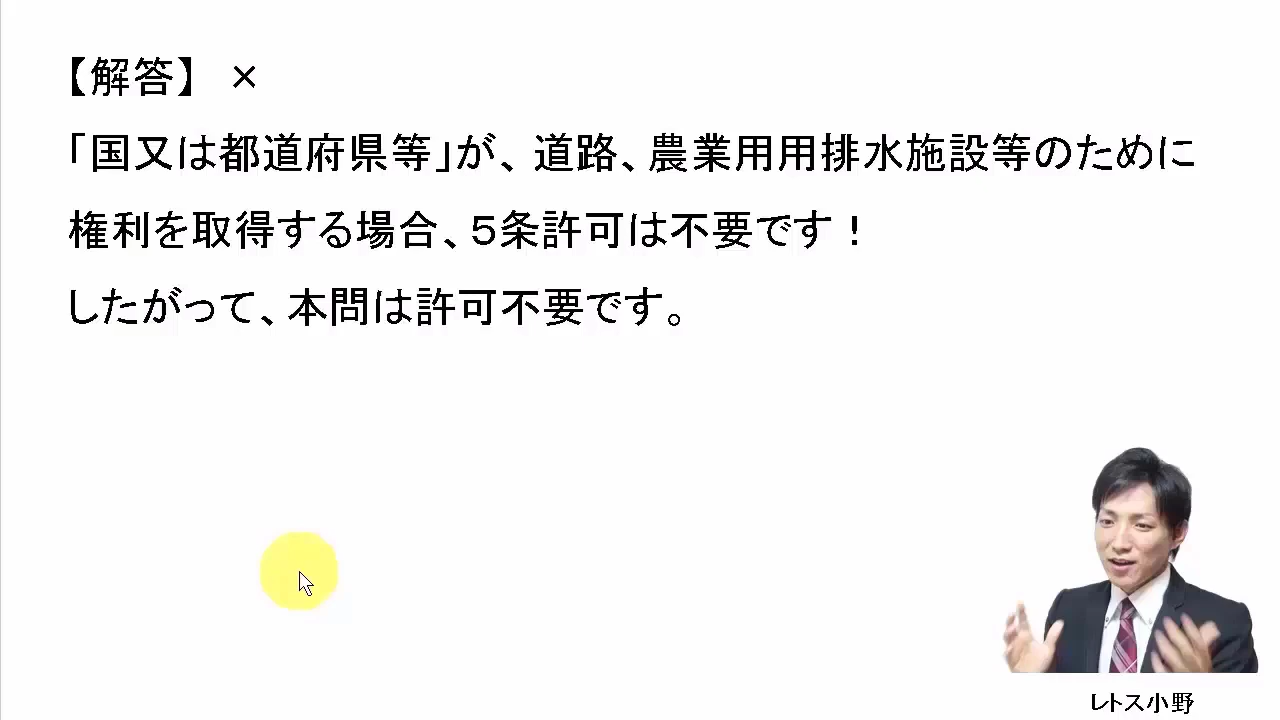 【解答】 ×
「国又は都道府県等」が、道路、農業用用排水施設等のために
権利を取得する場合、５条許可は不要です！
したがって、本問は許可不要です。
レトス小野